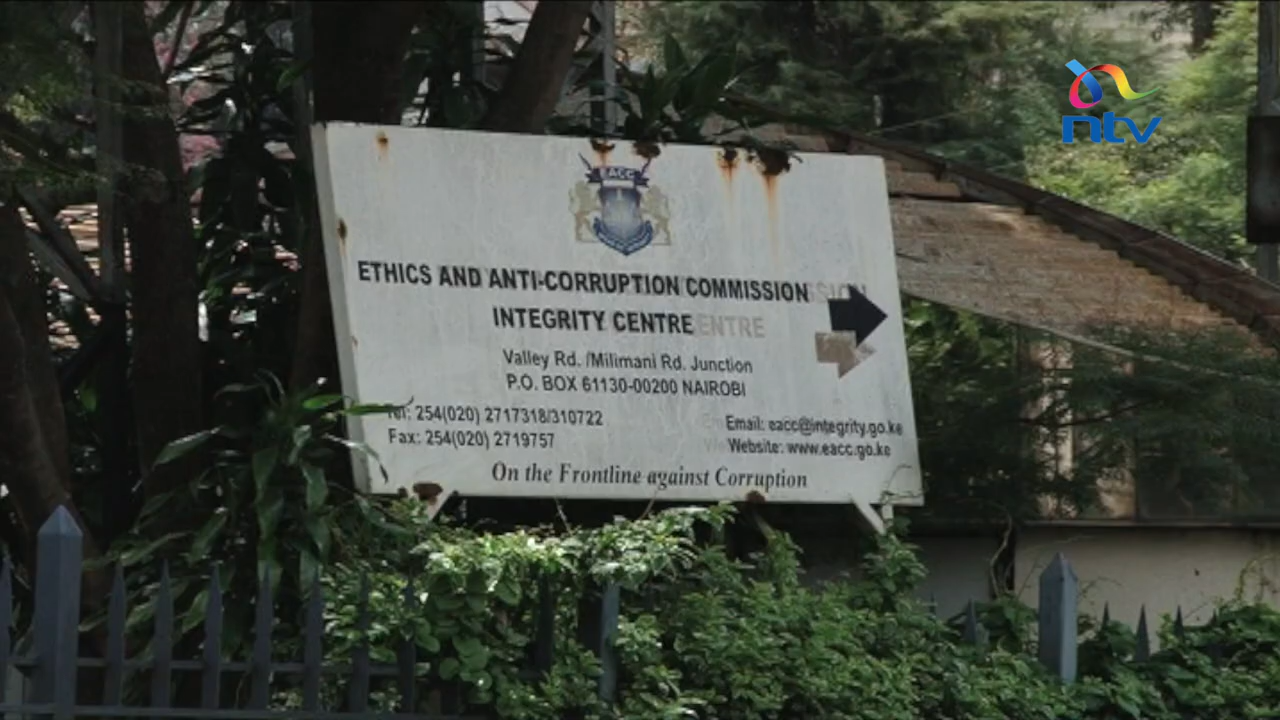 ntv
EACC
ETHICS AND ANTI-CORRUPTION COMMISSION
INTEGRITY CENTRE
Valley Rd. /Milimani Rd. Junction
P.O. BOX 61130-00200 NAIROBI
Tel: 254(020) 2717318/310722
Fax: 254(020) 2719757
Email: eacc@integrity.go.ke
Website: www.eacc.go.ke
On the Frontline against Corruption